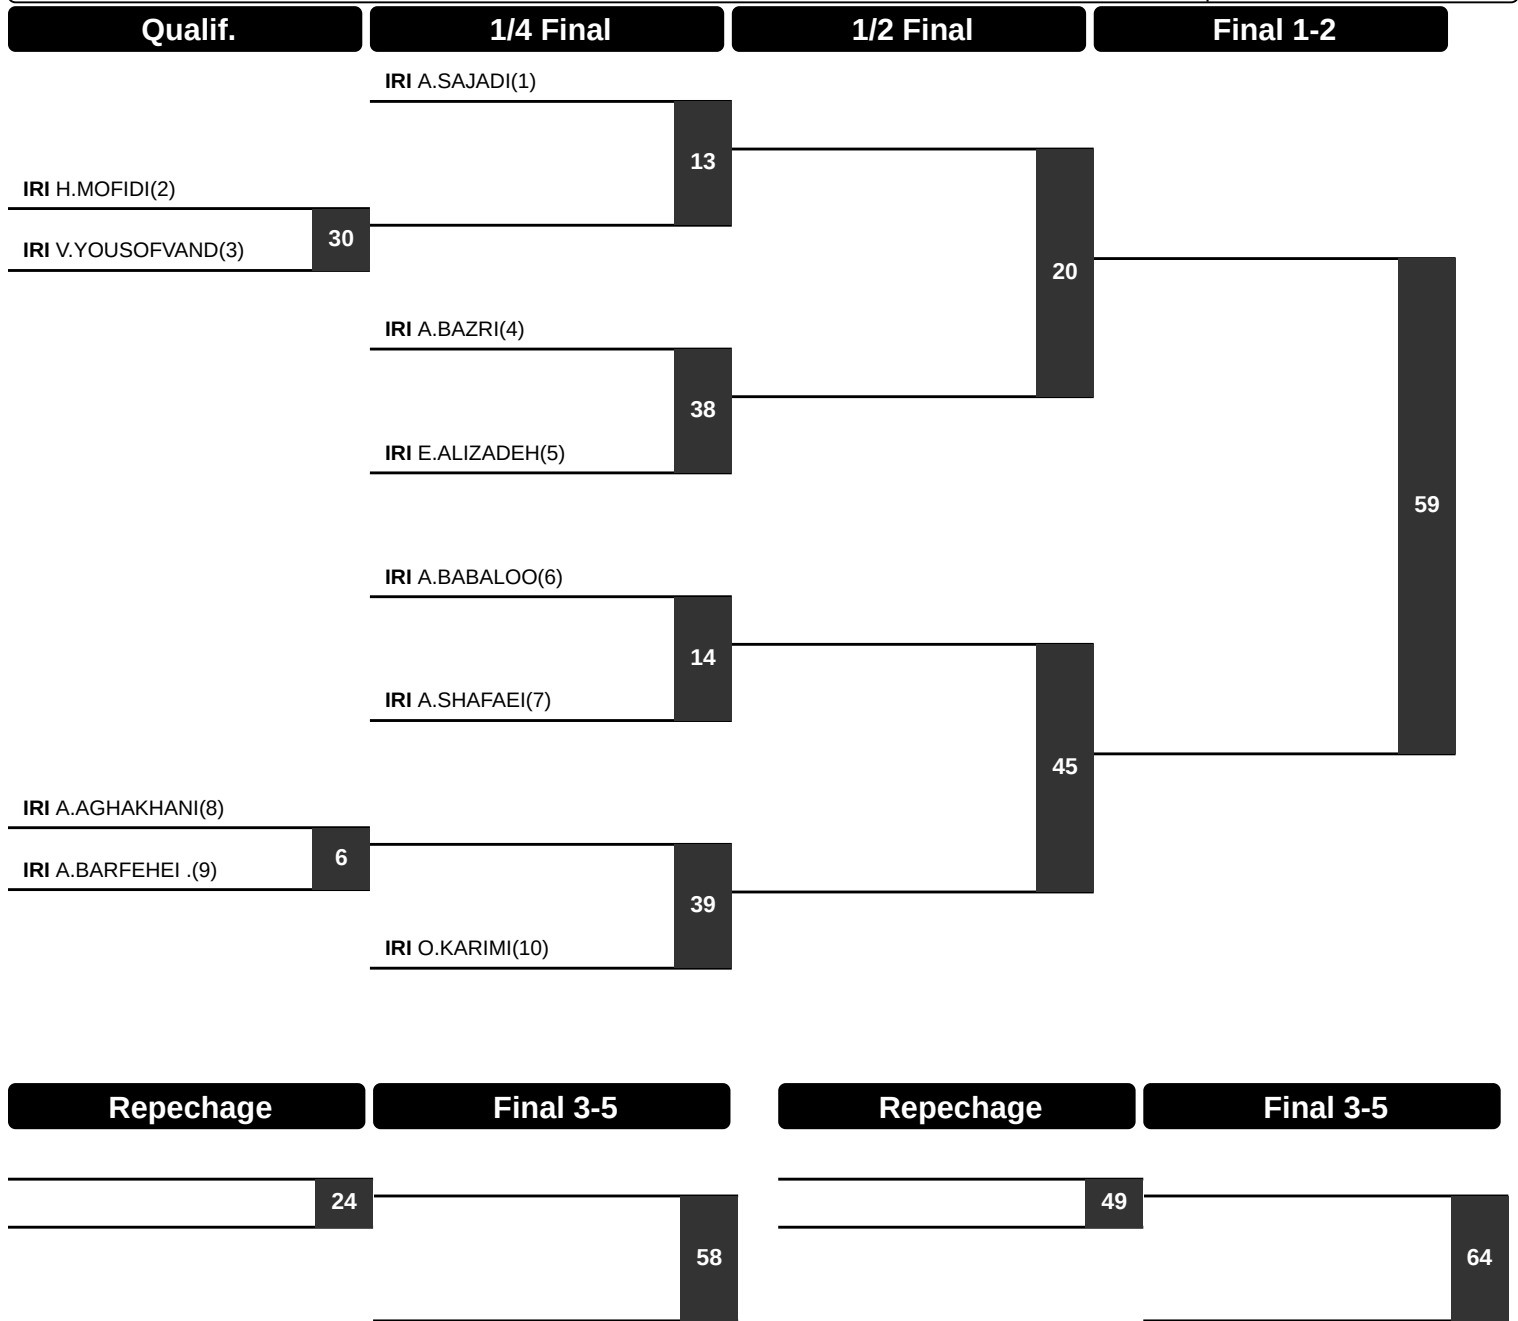 Qualif.
1/4 Final
1/2 Final
Final 1-2
IRI A.SAJADI(1)
13
IRI H.MOFIDI(2)
30
IRI V.YOUSOFVAND(3)
20
IRI A.BAZRI(4)
38
IRI E.ALIZADEH(5)
59
IRI A.BABALOO(6)
14
IRI A.SHAFAEI(7)
45
IRI A.AGHAKHANI(8)
6
IRI A.BARFEHEI .(9)
39
IRI O.KARIMI(10)
Repechage
Final 3-5
Repechage
Final 3-5
24
49
58
64